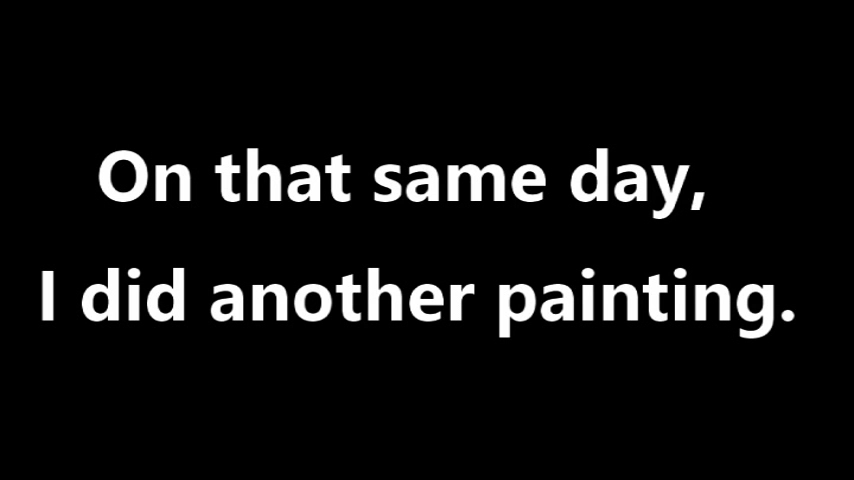 On that same day,
I did another painting.